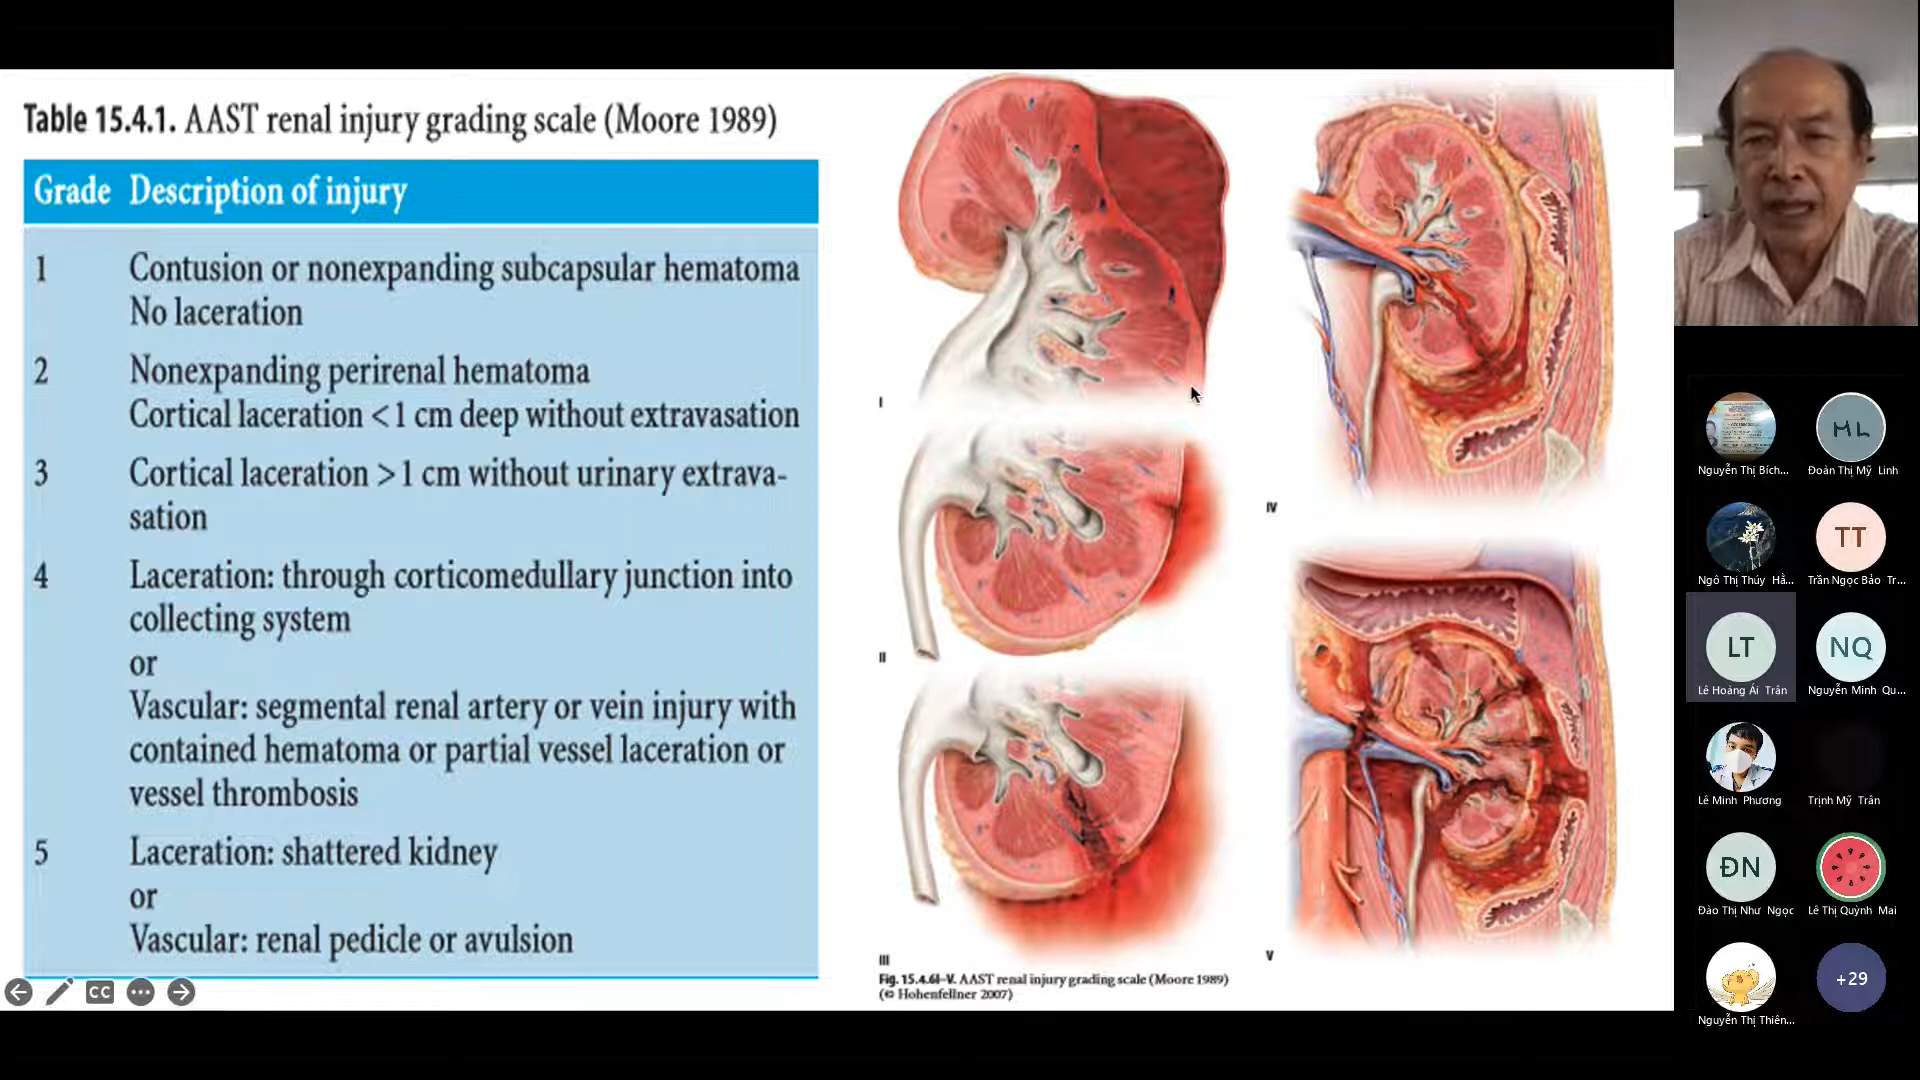 Table 15.4.1. AAST renal injury grading scale (Moore 1989)
Grade Description of injury
1 Contusion or nonexpanding subcapsular hematoma
No laceration
2 Nonexpanding perirenal hematoma
Cortical laceration < 1 cm deep without extravasation
3 Cortical laceration > 1 cm without urinary extrava-
sation
4 Laceration: through corticomedullary junction into
collecting system
or
Vascular: segmental renal artery or vein injury with
contained hematoma or partial vessel laceration or
vessel thrombosis
5 Laceration: shattered kidney
or
Vascular: renal pedicle or avulsion
CC
I
II
III
IV
V
Fig. 15.4.6I–V. AAST renal injury grading scale (Moore 1989)
(© Hohenfellner 2007)
Nguyễn Thị Bích...
ML
Đoàn Thị Mỹ Linh
Ngô Thị Thúy Hằ...
TT
Trần Ngọc Bảo Tr...
LT
Lê Hoàng Ái Trân
NQ
Nguyễn Minh Qu...
Lê Minh Phương
Trịnh Mỹ Trân
ĐN
Đào Thị Như Ngọc
Lê Thị Quỳnh Mai
Nguyễn Thị Thiên...
+29